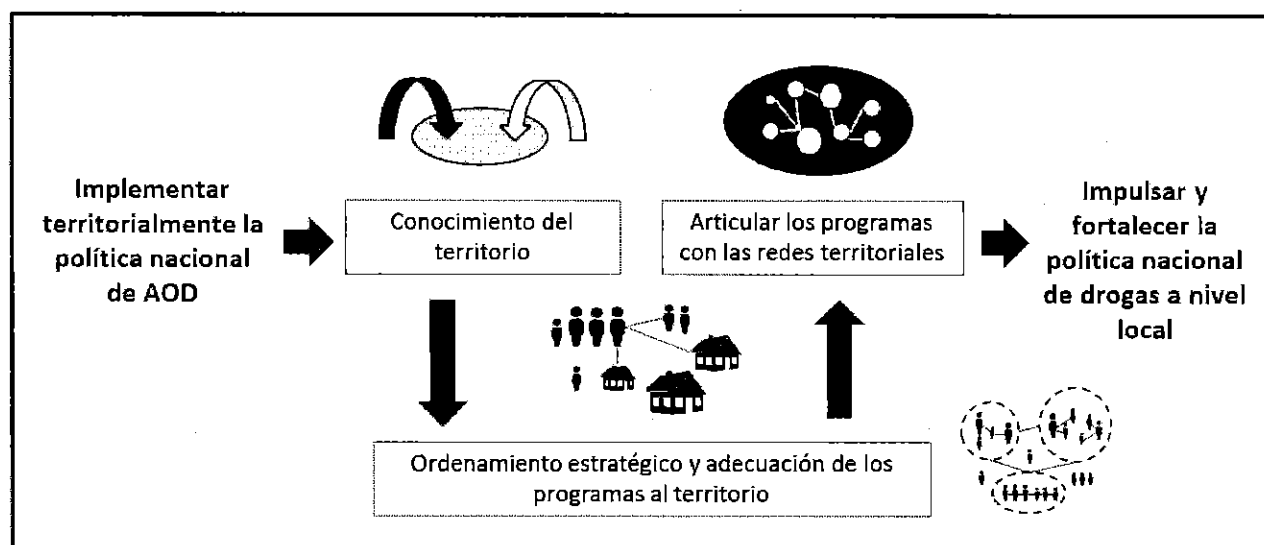 Implementar
territorialmente la
política nacional
de AOD
Conocimiento del
territorio
Articular los programas
con las redes territoriales
Impulsar y
fortalecer la
política nacional
de drogas a nivel
local
Ordenamiento estratégico y adecuación de los
programas al territorio